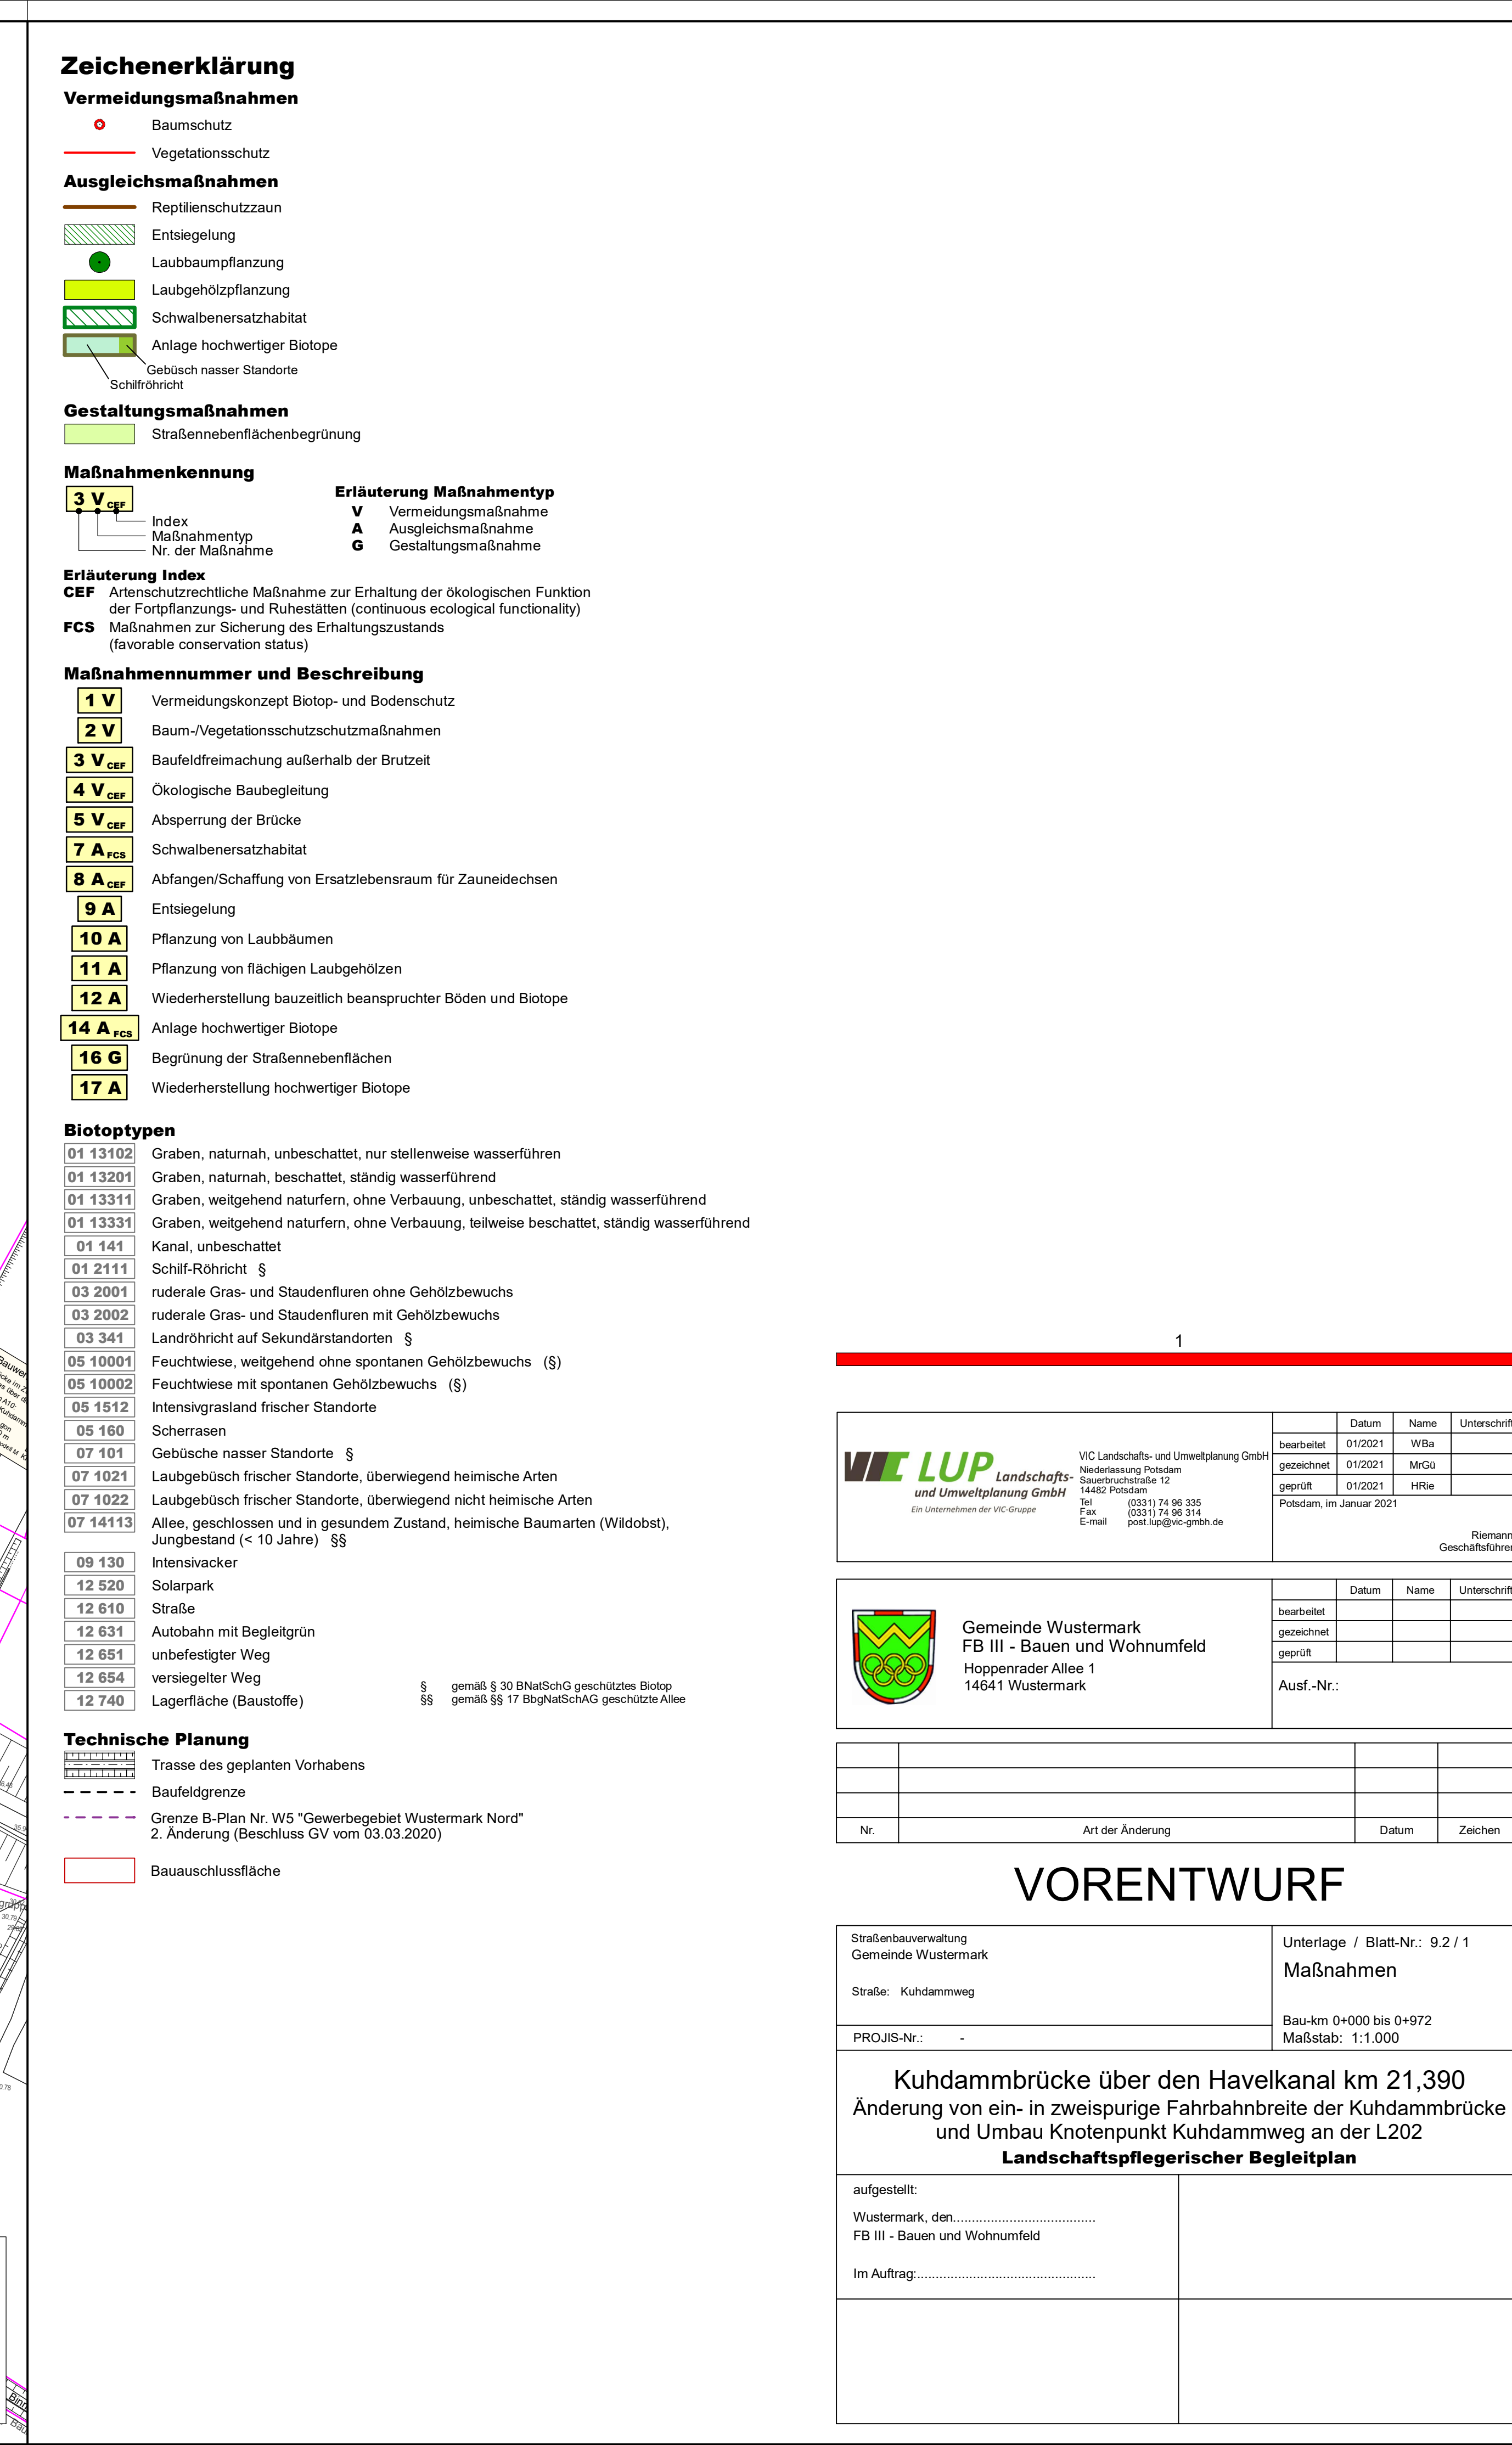 Zeichenerklärung
Vermeidungsmaßnahmen
Baumschutz
Vegetationsschutz
Ausgleichsmaßnahmen
Reptilienschutzzaun
Entsiegelung
Laubbaumpflanzung
Laubgehölzpflanzung
Schwalbenersatzhabitat
Anlage hochwertiger Biotope
Gebüsch nasser Standorte
Schilfröhricht
Gestaltungsmaßnahmen
Straßennebenflächenbegrünung
Maßnahmenkennung
3 V CEF
Index
Maßnahmentyp
Nr. der Maßnahme
Erläuterung Maßnahmentyp
V Vermeidungsmaßnahme
A Ausgleichsmaßnahme
G Gestaltungsmaßnahme
Erläuterung Index
CEF Artenschutzrechtliche Maßnahme zur Erhaltung der ökologischen Funktion
der Fortpflanzungs- und Ruhestätten (continuous ecological functionality)
FCS Maßnahmen zur Sicherung des Erhaltungszustands
(favorable conservation status)
Maßnahmennummer und Beschreibung
1 V Vermeidungskonzept Biotop- und Bodenschutz
2 V Baum-/Vegetationsschutzschutzmaßnahmen
3 V CEF Baufeldfreimachung außerhalb der Brutzeit
4 V CEF Ökologische Baubegleitung
5 V CEF Absperrung der Brücke
7 A FCS Schwalbenersatzhabitat
8 A CEF Abfangen/Schaffung von Ersatzlebensraum für Zauneidechsen
9 A Entsiegelung
10 A Pflanzung von Laubbäumen
11 A Pflanzung von flächigen Laubgehölzen
12 A Wiederherstellung bauzeitlich beanspruchter Böden und Biotope
14 A FCS Anlage hochwertiger Biotope
16 G Begrünung der Straßennebenflächen
17 A Wiederherstellung hochwertiger Biotope
Biotoptypen
01 13102 Graben, naturnah, unbeschattet, nur stellenweise wasserführen
01 13201 Graben, naturnah, beschattet, ständig wasserführend
01 13311 Graben, weitgehend naturfern, ohne Verbauung, unbeschattet, ständig wasserführend
01 13331 Graben, weitgehend naturfern, ohne Verbauung, teilweise beschattet, ständig wasserführend
01 141 Kanal, unbeschattet
01 2111 Schilf-Röhricht §
03 2001 ruderale Gras- und Staudenfluren ohne Gehölzbewuchs
03 2002 ruderale Gras- und Staudenfluren mit Gehölzbewuchs
03 341 Landröhricht auf Sekundärstandorten §
05 10001 Feuchtwiese, weitgehend ohne spontanen Gehölzbewuchs (§)
05 10002 Feuchtwiese mit spontanen Gehölzbewuchs (§)
05 1512 Intensivgrasland frischer Standorte
05 160 Scherrasen
07 101 Gebüsche nasser Standorte §
07 1021 Laubgebüsch frischer Standorte, überwiegend heimische Arten
07 1022 Laubgebüsch frischer Standorte, überwiegend nicht heimische Arten
07 14113 Allee, geschlossen und in gesundem Zustand, heimische Baumarten (Wildobst),
Jungbestand (< 10 Jahre) §§
09 130 Intensivacker
12 520 Solarpark
12 610 Straße
12 631 Autobahn mit Begleitgrün
12 651 unbefestigter Weg
12 654 versiegelter Weg
12 740 Lagerfläche (Baustoffe)
§ gemäß § 30 BNatSchG geschütztes Biotop
§§ gemäß §§ 17 BbgNatSchAG geschützte Allee
Technische Planung
Trasse des geplanten Vorhabens
Baufeldgrenze
Grenze B-Plan Nr. W5 "Gewerbegebiet Wustermark Nord"
2. Änderung (Beschluss GV vom 03.03.2020)
Bauauschlussfläche
1
VIC LUP Landschafts-
und Umweltplanung GmbH
Ein Unternehmen der VIC-Gruppe
VIC Landschafts- und Umweltplanung GmbH
Niederlassung Potsdam
Sauerbruchstraße 12
14482 Potsdam
Tel (0331) 74 96 335
Fax (0331) 74 96 314
E-mail post.lup@vic-gmbh.de
Datum Name Unterschrift
bearbeitet 01/2021 WBa
gezeichnet 01/2021 MrGü
geprüft 01/2021 HRie
Potsdam, im Januar 2021
Riemann
Geschäftsführer
Gemeinde Wustermark
FB III - Bauen und Wohnumfeld
Hoppenrader Allee 1
14641 Wustermark
Datum Name Unterschrift
bearbeitet
gezeichnet
geprüft
Ausf.-Nr.:
Nr. Art der Änderung Datum Zeichen
VORENTWURF
Straßenbauverwaltung
Gemeinde Wustermark
Straße: Kuhdammweg
PROJIS-Nr.: -
Unterlage / Blatt-Nr.: 9.2 / 1
Maßnahmen
Bau-km 0+000 bis 0+972
Maßstab: 1:1.000
Kuhdammbrücke über den Havelkanal km 21,390
Änderung von ein- in zweispurige Fahrbahnbreite der Kuhdammbrücke
und Umbau Knotenpunkt Kuhdammweg an der L202
Landschaftspflegerischer Begleitplan
aufgestellt:
Wustermark, den......................................
FB III - Bauen und Wohnumfeld
Im Auftrag:................................................